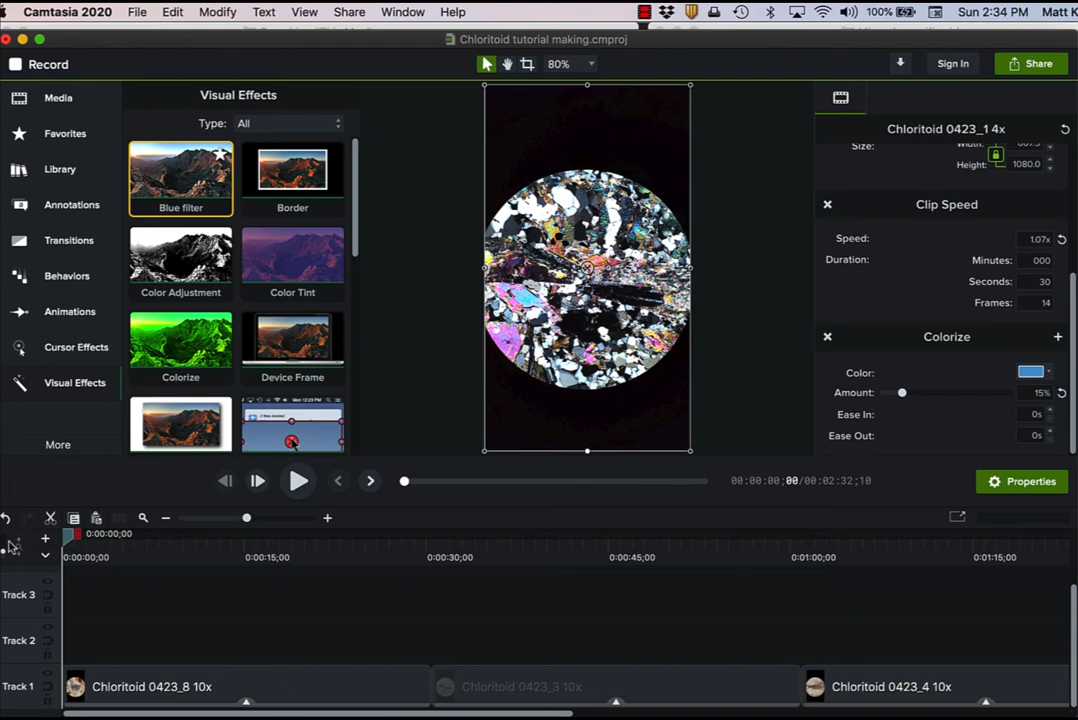 Camtasia 2020 File Edit Modify Text View Share Window Help 100% Sun 2:34 PM Matt K
Chloritoid tutorial making.cmproj
Record 80% Sign In Share
Media
Favorites
Library
Annotations
Transitions
Behaviors
Animations
Cursor Effects
Visual Effects
More
Visual Effects
Type: All
Blue filter Border
Color Adjustment Color Tint
Colorize Device Frame
Chloritoid 0423_1 4x
Size:
Height: 1080.0
Clip Speed
Speed: 1.07x
Duration: Minutes: 000
Seconds: 30
Frames: 14
Colorize
Color:
Amount: 15%
Ease In: 0s
Ease Out: 0s
00:00:00;00/00:02:32;10
Properties
0:00:00;00
0:00:00;00 0:00:15;00 0:00:30;00 0:00:45;00 0:01:00;00 0:01:15;00
Track 3
Track 2
Track 1 Chloritoid 0423_8 10x Chloritoid 0423_3 10x Chloritoid 0423_4 10x